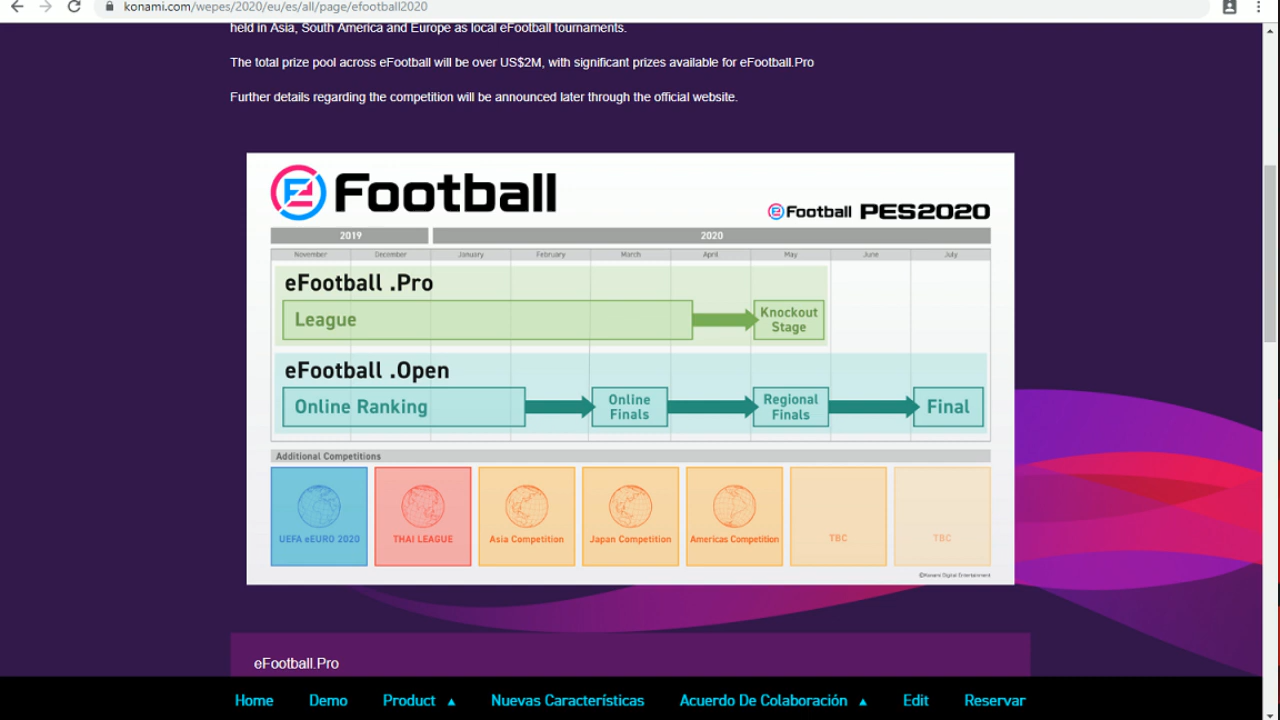 konami.com/wepes/2020/eu/es/all/page/efootball2020
held in Asia, South America and Europe as local eFootball tournaments.
The total prize pool across eFootball will be over US$2M, with significant prizes available for eFootball.Pro
Further details regarding the competition will be announced later through the official website.
eFootball
eFootball PES2020
2019 2020
November December January February March April May June July
eFootball .Pro
League
Knockout
Stage
eFootball .Open
Online Ranking
Online
Finals
Regional
Finals
Final
Additional Competitions
UEFA eEURO 2020 THAI LEAGUE Asia Competition Japan Competition Americas Competition TBC TBC
©Konami Digital Entertainment
eFootball.Pro
Home Demo Product ▲ Nuevas Características Acuerdo De Colaboración ▲ Edit Reservar